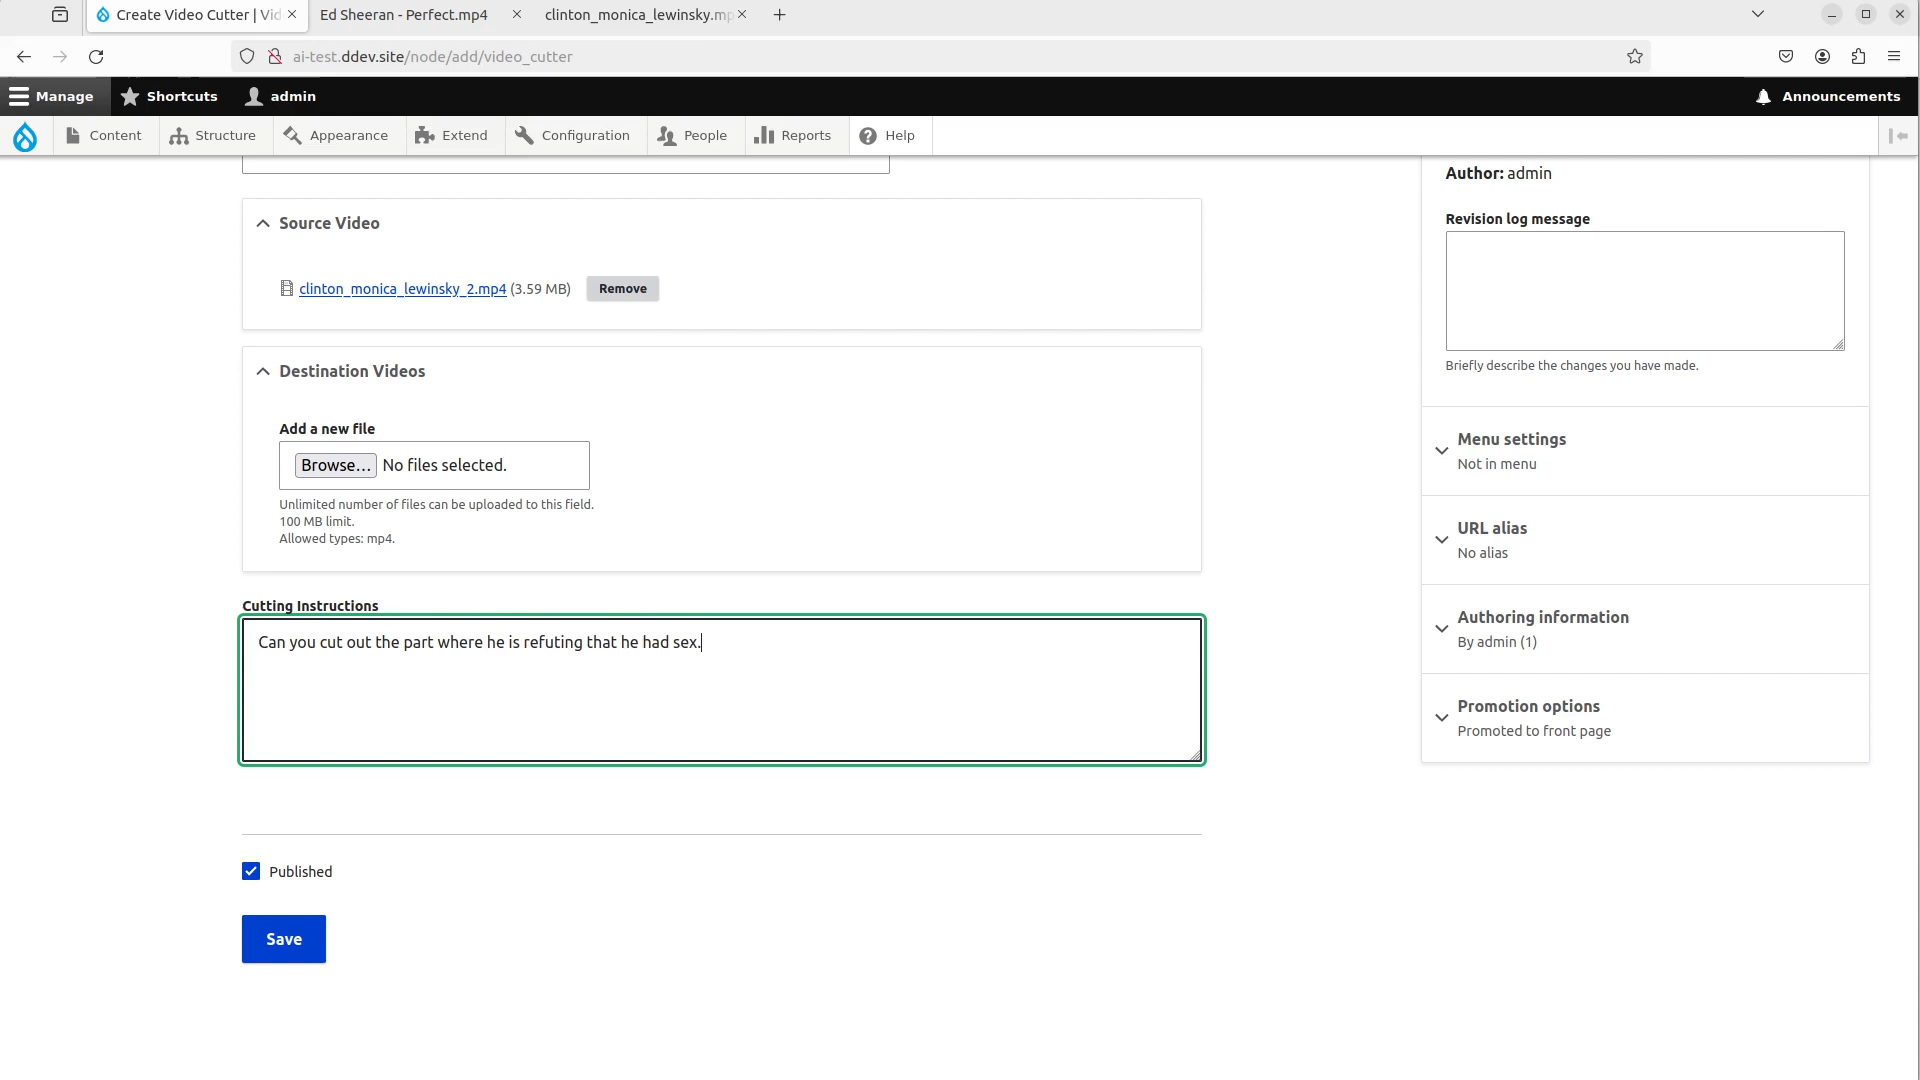 Create Video Cutter | Vid
Ed Sheeran - Perfect.mp4
clinton_monica_lewinsky.mp
ai-test.ddev.site/node/add/video_cutter
Manage
Shortcuts
admin
Announcements
Content
Structure
Appearance
Extend
Configuration
People
Reports
Help
Source Video
clinton_monica_lewinsky_2.mp4 (3.59 MB)
Remove
Destination Videos
Add a new file
Browse… No files selected.
Unlimited number of files can be uploaded to this field.
100 MB limit.
Allowed types: mp4.
Cutting Instructions
Can you cut out the part where he is refuting that he had sex.
Published
Save
Author: admin
Revision log message
Briefly describe the changes you have made.
Menu settings
Not in menu
URL alias
No alias
Authoring information
By admin (1)
Promotion options
Promoted to front page